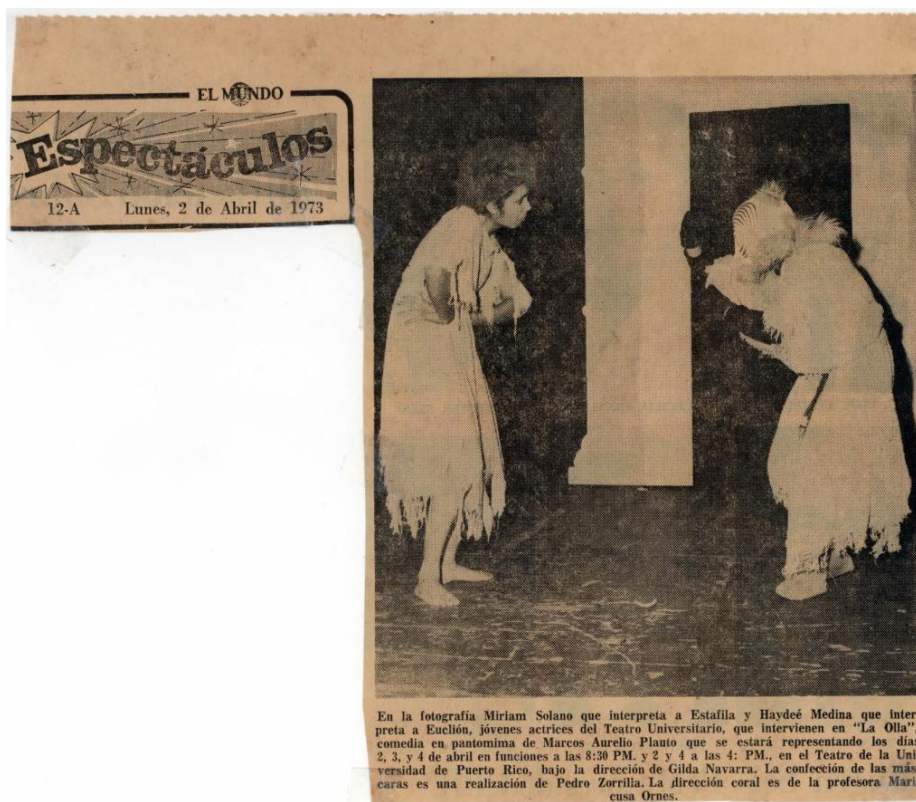 EL MUNDO
Espectáculos
12-A Lunes, 2 de Abril de 1973
En la fotografía Miriam Solano que interpreta a Estafila y Haydeé Medina que inter
preta a Euclión, jóvenes actrices del Teatro Universitario, que intervienen en "La Olla",
comedia en pantomima de Marcos Aurelio Plauto que se estará representando los días
2, 3, y 4 de abril en funciones a las 8:30 PM. y 2 y 4 a las 4: PM., en el Teatro de la Uni
versidad de Puerto Rico, bajo la dirección de Gilda Navarra. La confección de las más
caras es una realización de Pedro Zorrilla. La dirección coral es de la profesora Mari
cusa Ornes.